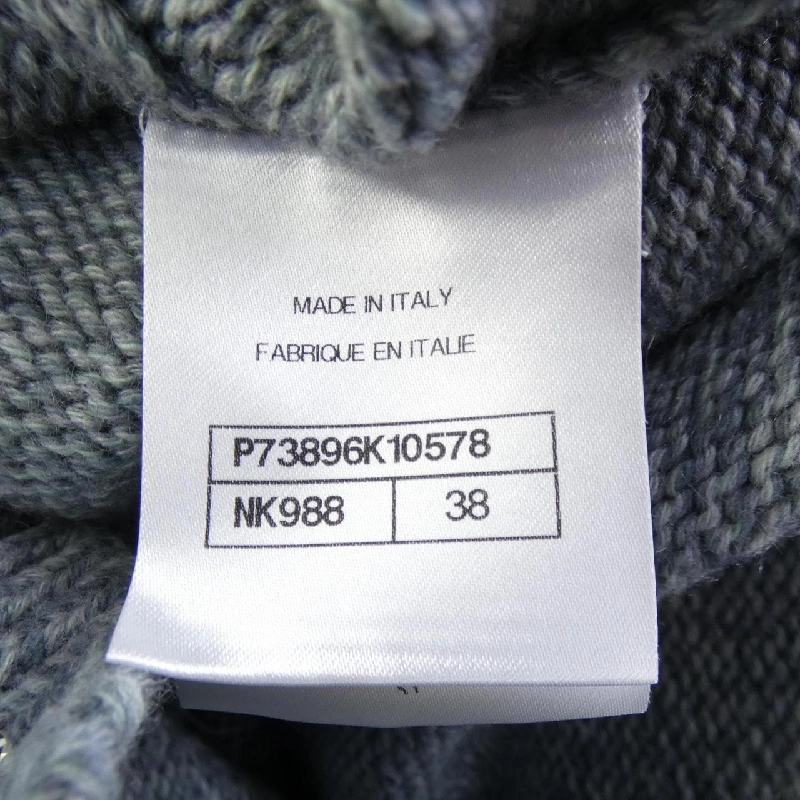 MADE IN ITALY
FABRIQUE EN ITALIE
P73896K10578
NK988 38